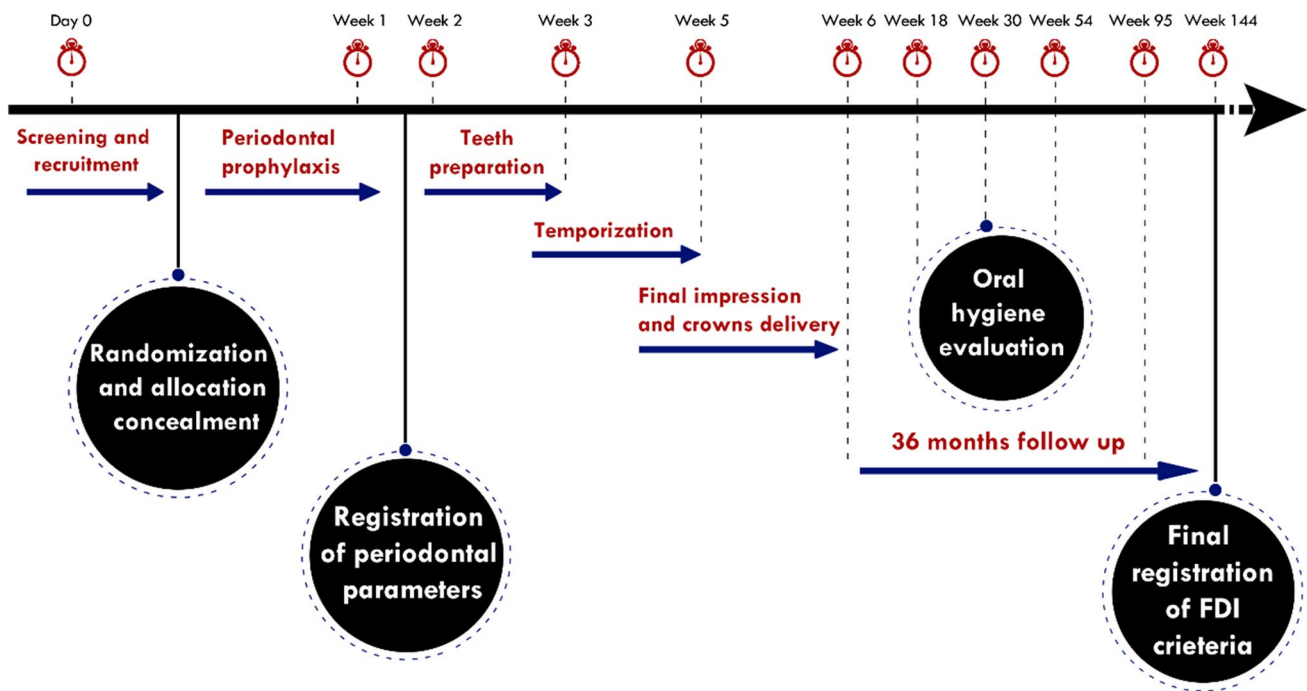 Day 0
Week 1
Week 2
Week 3
Week 5
Week 6
Week 18
Week 30
Week 54
Week 95
Week 144
Screening and
recruitment
Periodontal
prophylaxis
Teeth
preparation
Temporization
Final impression
and crowns delivery
Randomization
and allocation
concealment
Oral
hygiene
evaluation
36 months follow up
Registration
of periodontal
parameters
Final
registration
of FDI
crieteria